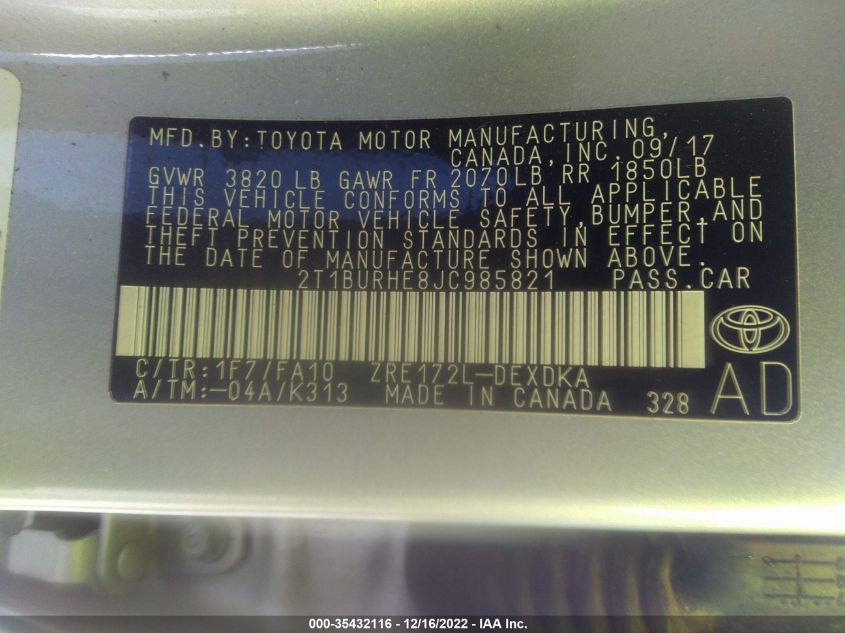 MFD.BY:TOYOTA MOTOR MANUFACTURING,
CANADA,INC. 09/17
GVWR 3820 LB GAWR FR 2070LB RR 1850LB
THIS VEHICLE CONFORMS TO ALL APPLICABLE
FEDERAL MOTOR VEHICLE SAFETY,BUMPER,AND
THEFT PREVENTION STANDARDS IN EFFECT ON
THE DATE OF MANUFACTURE SHOWN ABOVE.
2T1BURHE8JC985821 PASS.CAR
C/TR:1F7/FA10 ZRE172L-DEXDKA
A/TM:-04A/K313 MADE IN CANADA 328 AD
000-35432116 - 12/16/2022 - IAA Inc.